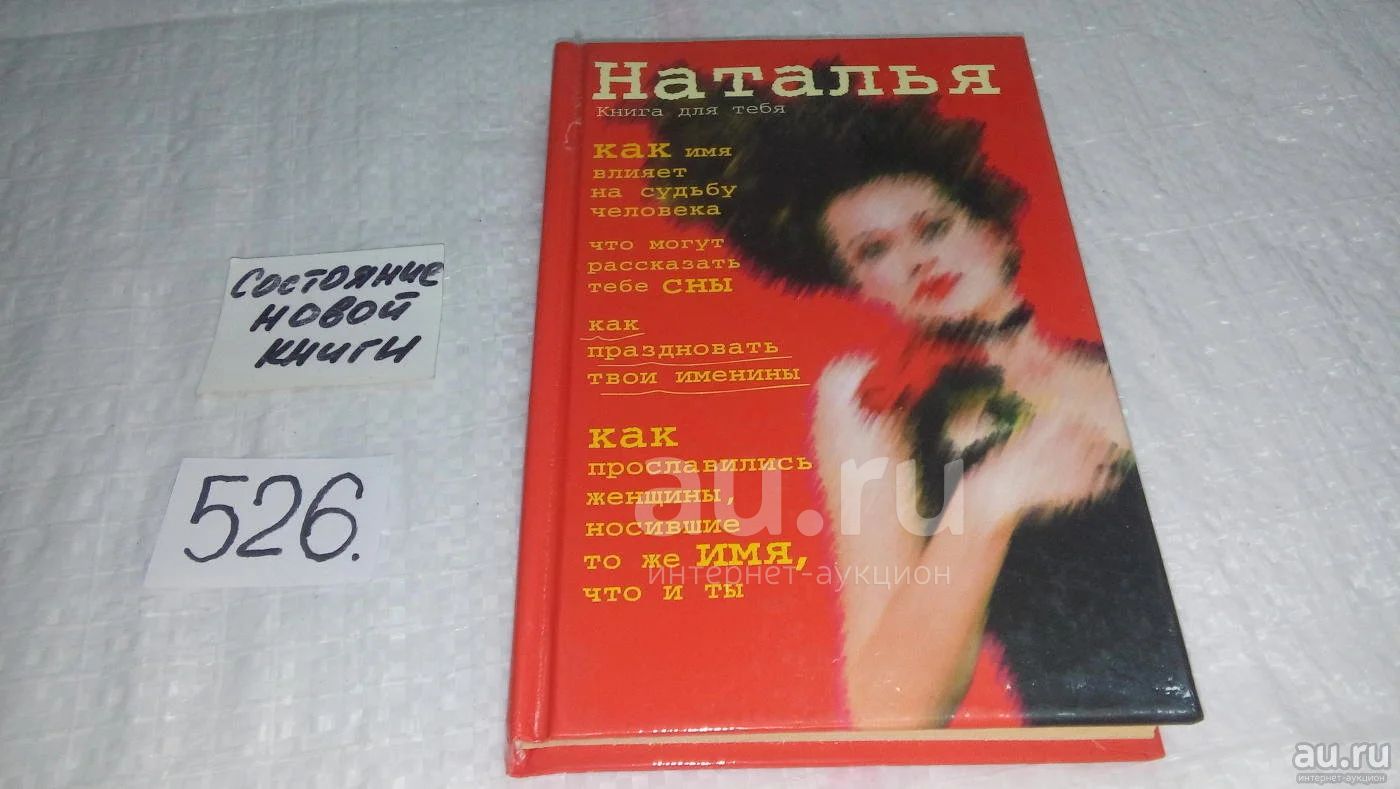 Наталья
Книга для тебя
как имя
влияет
на судьбу
человека
что могут
рассказать
тебе сны
как
праздновать
твои именины
как
прославились
женщины,
носившие
то же имя,
что и ты
Состояние
новой
книги
526.
au.ru
интернет-аукцион
au.ru
интернет-аукцион